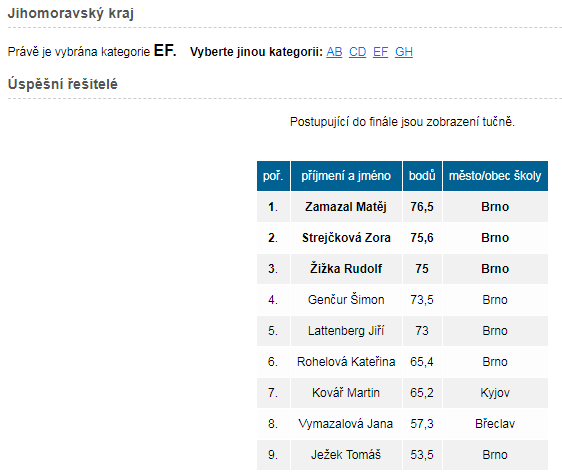 Jihomoravský kraj
Právě je vybrána kategorie EF. Vyberte jinou kategorii: AB CD EF GH
Úspěšní řešitelé
Postupující do finále jsou zobrazení tučně.
poř. příjmení a jméno bodů město/obec školy
1. Zamazal Matěj 76,5 Brno
2. Strejčková Zora 75,6 Brno
3. Žižka Rudolf 75 Brno
4. Genčur Šimon 73,5 Brno
5. Lattenberg Jiří 73 Brno
6. Rohelová Kateřina 65,4 Brno
7. Kovář Martin 65,2 Kyjov
8. Vymazalová Jana 57,3 Břeclav
9. Ježek Tomáš 53,5 Brno